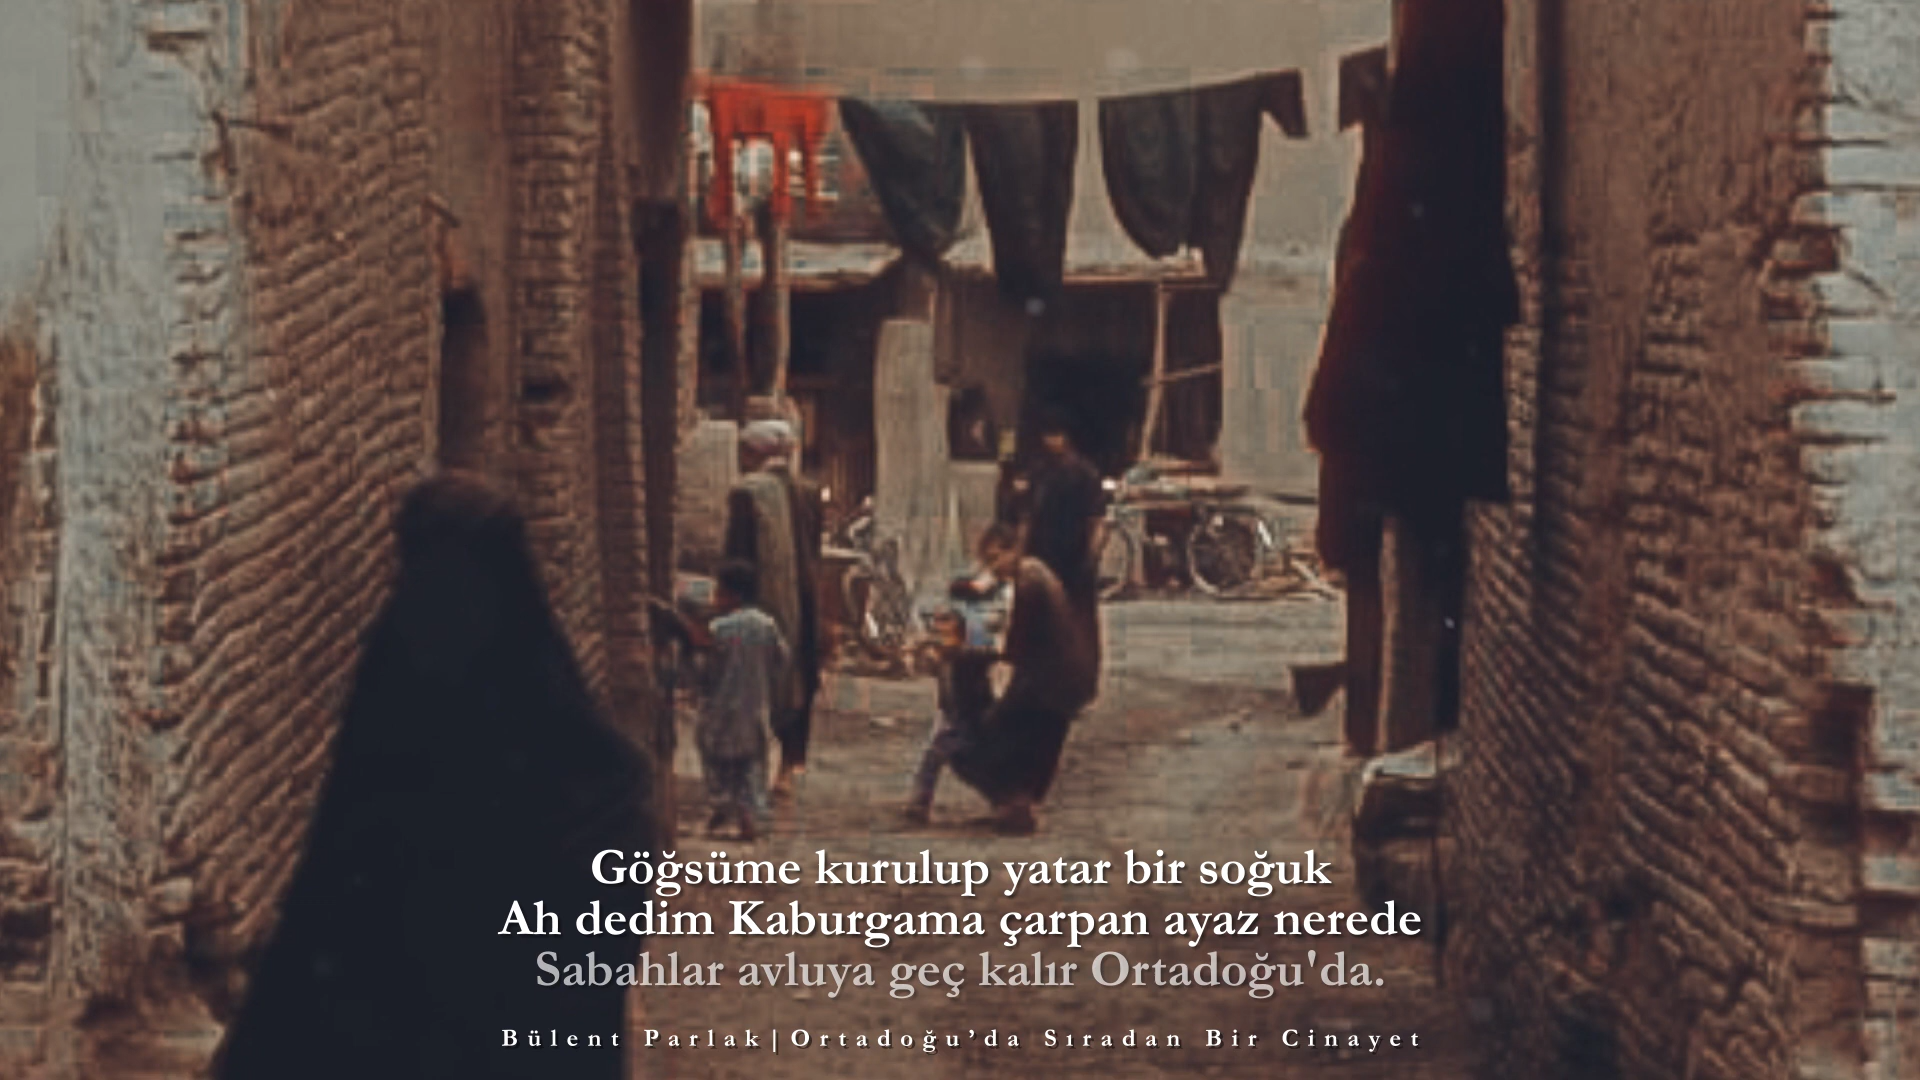 Göğsüme kurulup yatar bir soğuk
Ah dedim Kaburgama çarpan ayaz nerede
Sabahlar avluya geç kalır Ortadoğu'da.
Bülent Parlak|Ortadoğu’da Sıradan Bir Cinayet